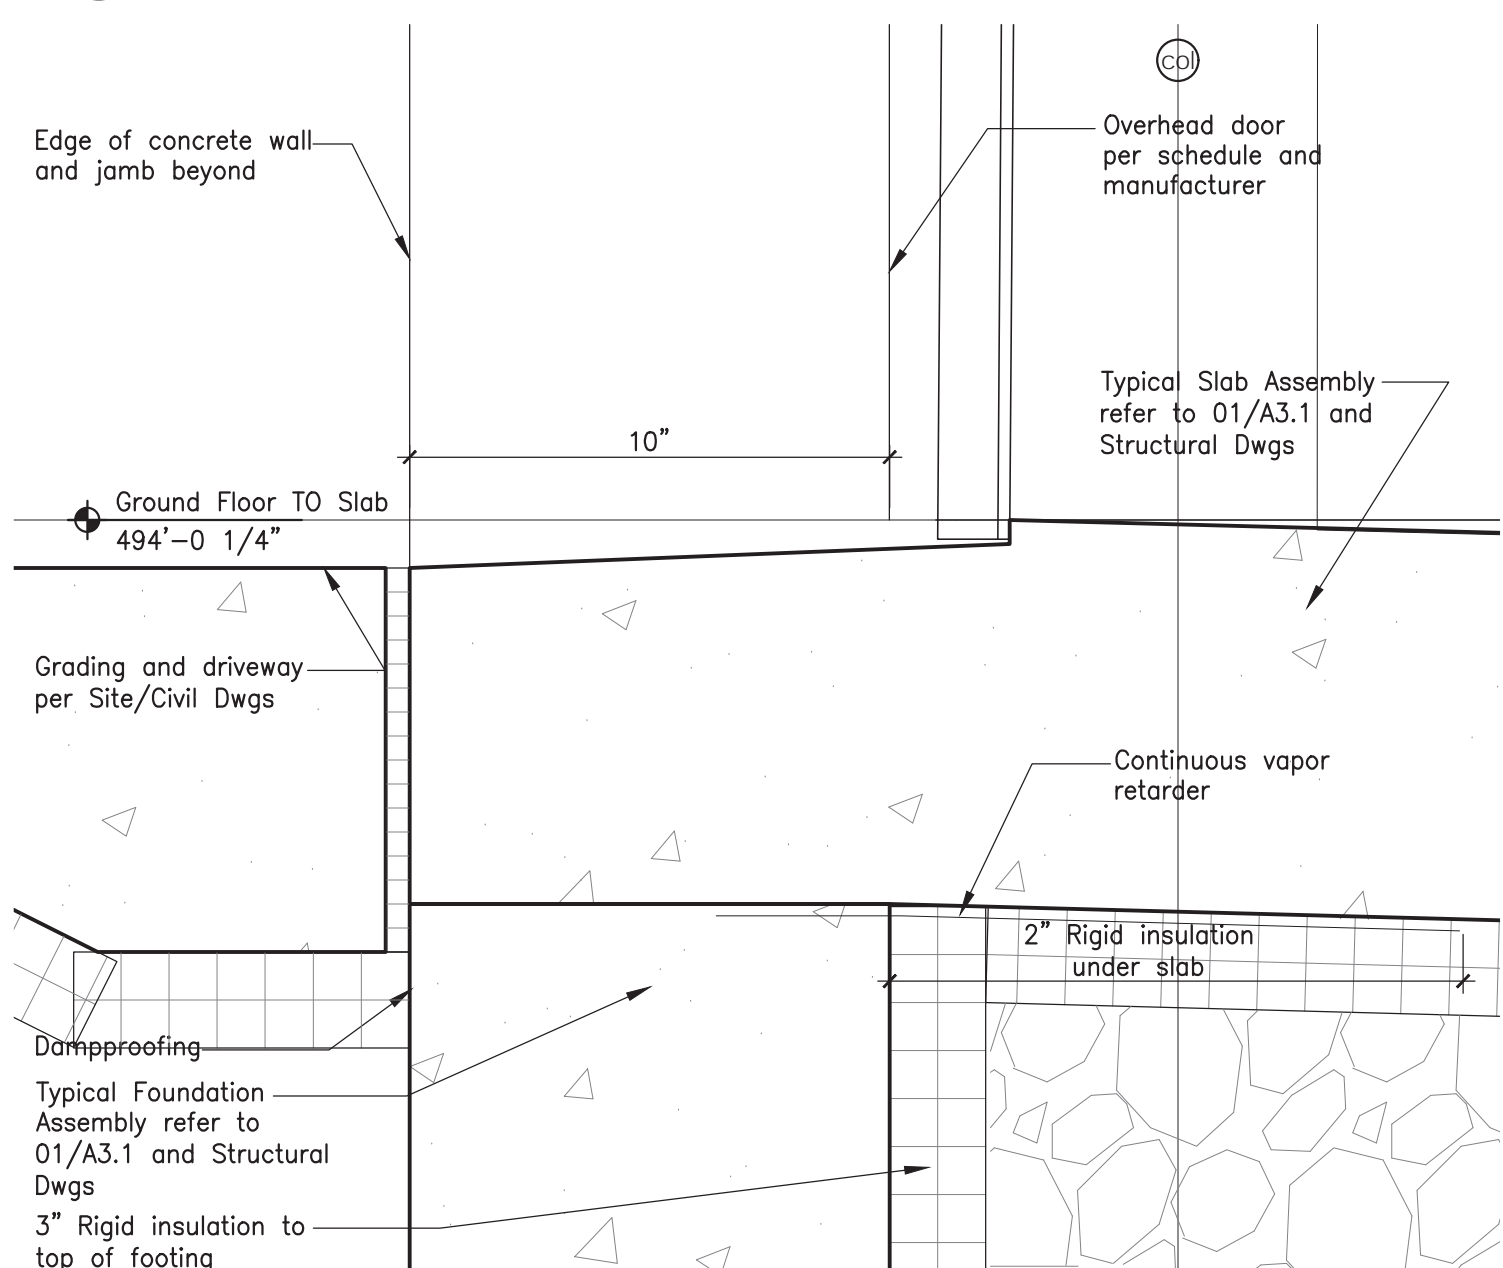 col
Edge of concrete wall
and jamb beyond
Overhead door
per schedule and
manufacturer
Typical Slab Assembly
refer to 01/A3.1 and
Structural Dwgs
10”
Ground Floor TO Slab
494’-0 1/4”
Grading and driveway
per Site/Civil Dwgs
Continuous vapor
retarder
2” Rigid insulation
under slab
Dampproofing
Typical Foundation
Assembly refer to
01/A3.1 and Structural
Dwgs
3” Rigid insulation to
top of footing